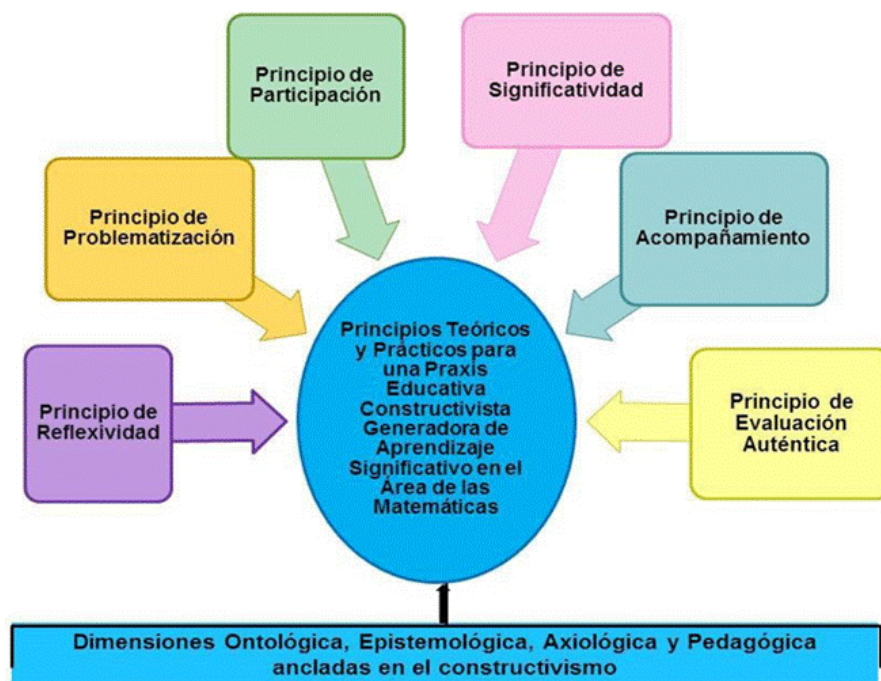 Principio de
Participación
Principio de
Significatividad
Principio de
Problematización
Principio de
Acompañamiento
Principio de
Reflexividad
Principios Teóricos
y Prácticos para
una Praxis
Educativa
Constructivista
Generadora de
Aprendizaje
Significativo en el
Área de las
Matemáticas
Principio de
Evaluación
Auténtica
Dimensiones Ontológica, Epistemológica, Axiológica y Pedagógica
ancladas en el constructivismo